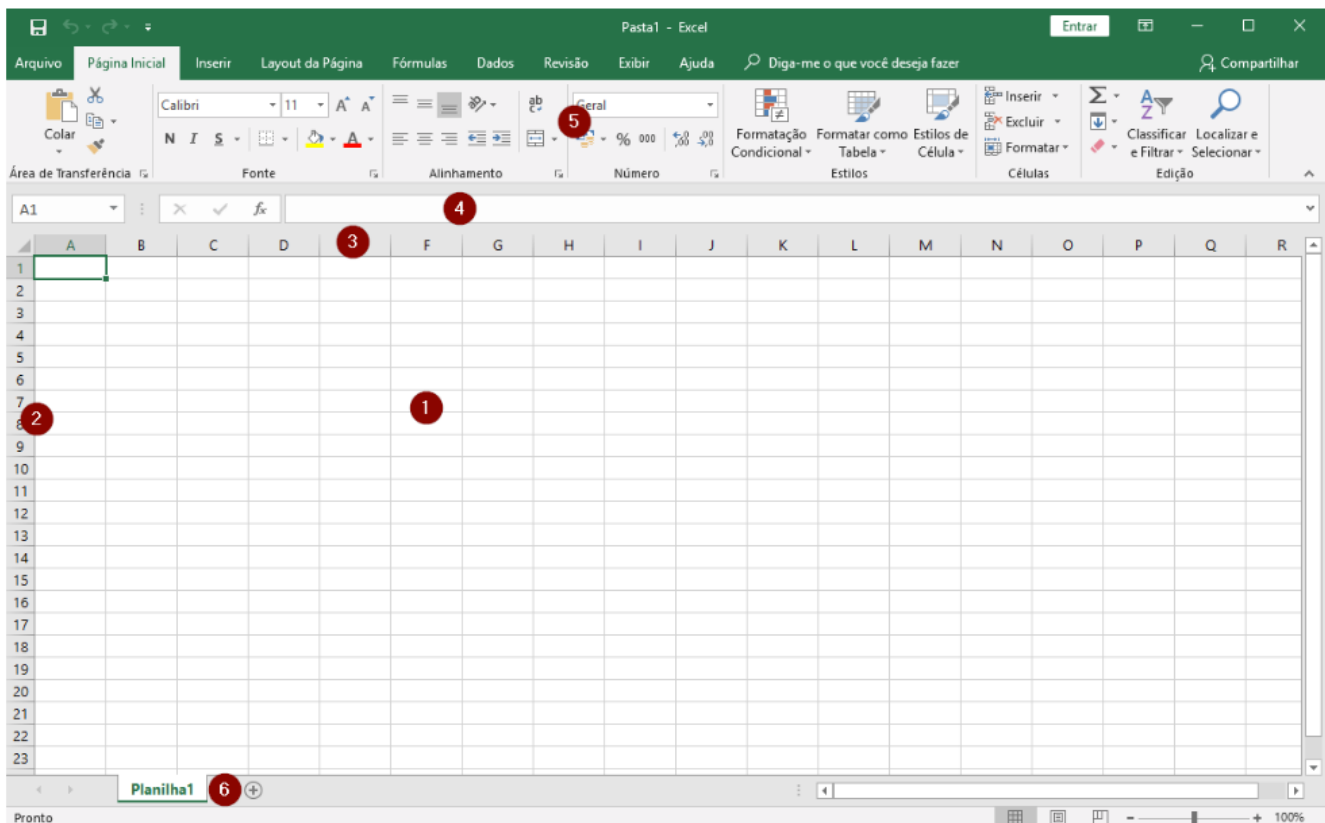 Pasta1 - Excel Entrar
Arquivo Página Inicial Inserir Layout da Página Fórmulas Dados Revisão Exibir Ajuda Diga-me o que você deseja fazer Compartilhar
Colar
Calibri 11 A A ab Geral
N I S A % 000
5
Formatação Condicional
Formatar como Tabela
Estilos de Célula
Inserir
Excluir
Formatar
Σ
Classificar e Filtrar
Localizar e Selecionar
Área de Transferência Fonte Alinhamento Número Estilos Células Edição
A1 fx 4
A B C D 3 F G H I J K L M N O P Q R
1
2
3
4
5
6
7 1
8 2
9
10
11
12
13
14
15
16
17
18
19
20
21
22
23
Planilha1 6
Pronto 100%